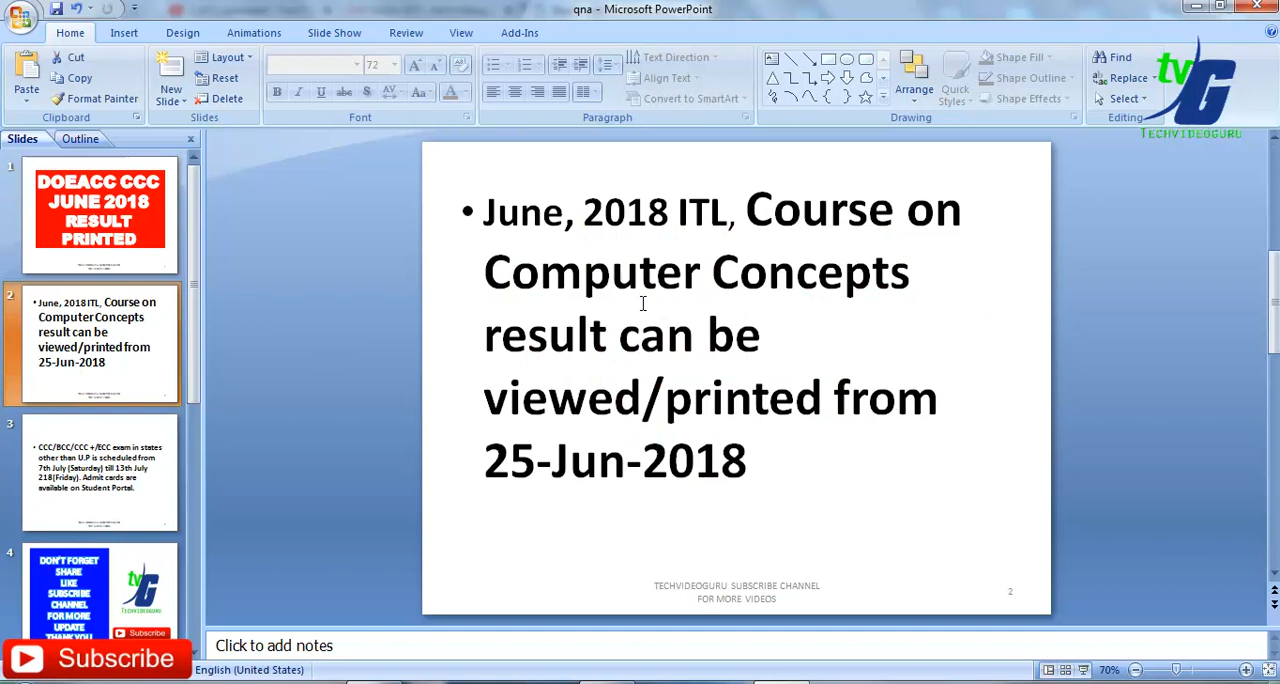 qna - Microsoft PowerPoint
Home Insert Design Animations Slide Show Review View Add-Ins
Paste
Cut
Copy
Format Painter
Clipboard
New Slide
Layout
Reset
Delete
Slides
72
B I U abc S AV Aa A
Font
Text Direction
Align Text
Convert to SmartArt
Paragraph
Arrange
Quick Styles
Shape Fill
Shape Outline
Shape Effects
Drawing
Find
Replace
Select
Editing
tvG
TECHVIDEOGURU
Slides Outline
1
DOEACC CCC
JUNE 2018
RESULT
PRINTED
2
• June, 2018 ITL, Course on
Computer Concepts
result can be
viewed/printed from
25-Jun-2018
3
• CCC/BCC/CCC +/ECC exam in states
other than U.P is scheduled from
7th July (Saturday) till 13th July
218(Friday). Admit cards are
available on Student Portal.
4
DON'T FORGET
SHARE
LIKE
SUBSCRIBE
CHANNEL
FOR MORE
UPDATE
THANK YOU
tvG
TECHVIDEOGURU
Subscribe
• June, 2018 ITL, Course on
Computer Concepts
result can be
viewed/printed from
25-Jun-2018
TECHVIDEOGURU SUBSCRIBE CHANNEL
FOR MORE VIDEOS
2
Click to add notes
Subscribe
English (United States)
70%